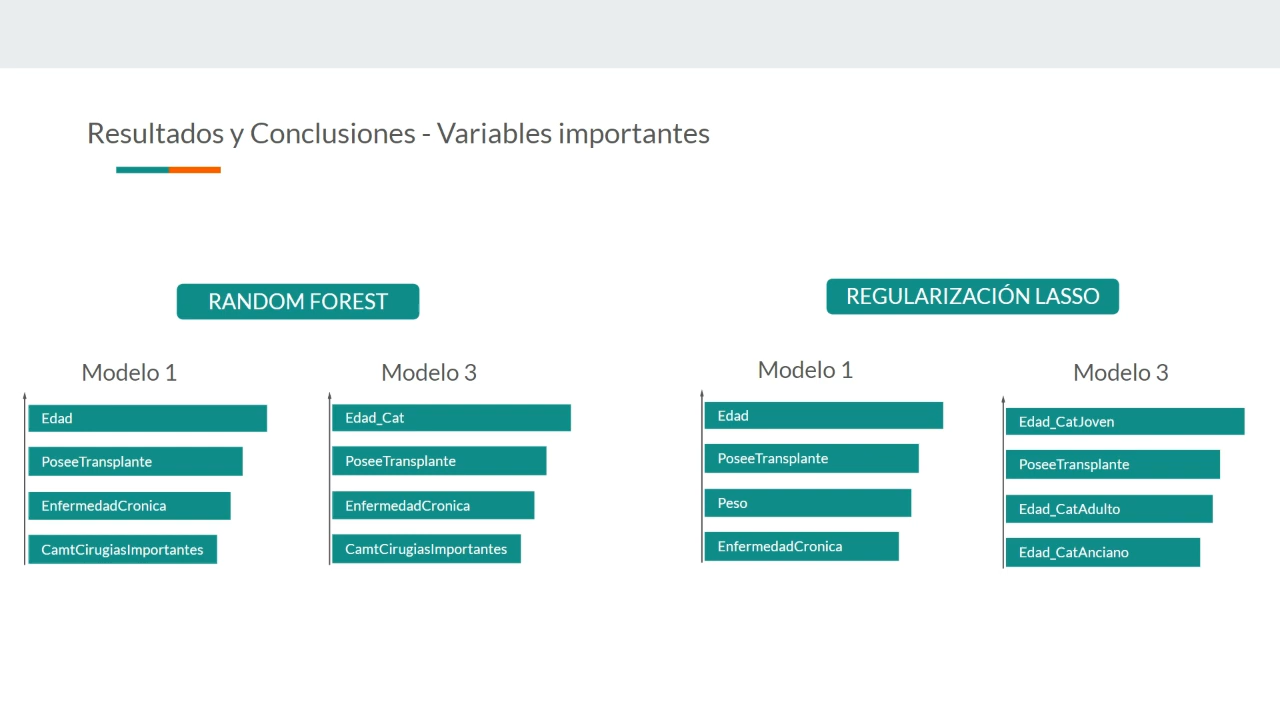 Resultados y Conclusiones - Variables importantes
RANDOM FOREST
Modelo 1
Edad
PoseeTransplante
EnfermedadCronica
CamtCirugiasImportantes
Modelo 3
Edad_Cat
PoseeTransplante
EnfermedadCronica
CamtCirugiasImportantes
REGULARIZACIÓN LASSO
Modelo 1
Edad
PoseeTransplante
Peso
EnfermedadCronica
Modelo 3
Edad_CatJoven
PoseeTransplante
Edad_CatAdulto
Edad_CatAnciano